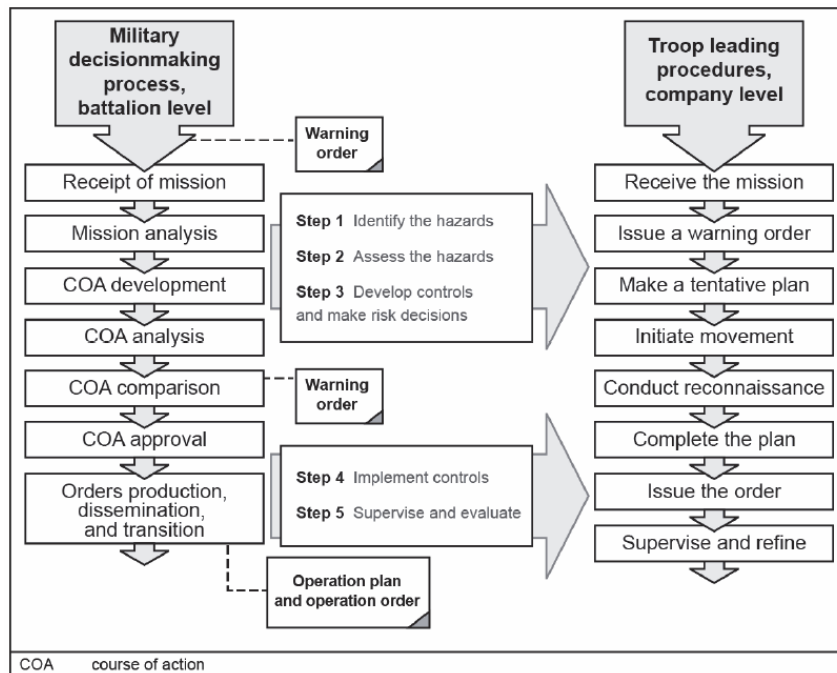 Military
decisionmaking
process,
battalion level
Warning
order
Receipt of mission
Mission analysis
COA development
COA analysis
COA comparison
Warning
order
COA approval
Orders production,
dissemination,
and transition
Operation plan
and operation order
Step 1 Identify the hazards
Step 2 Assess the hazards
Step 3 Develop controls
and make risk decisions
Step 4 Implement controls
Step 5 Supervise and evaluate
Troop leading
procedures,
company level
Receive the mission
Issue a warning order
Make a tentative plan
Initiate movement
Conduct reconnaissance
Complete the plan
Issue the order
Supervise and refine
COA course of action